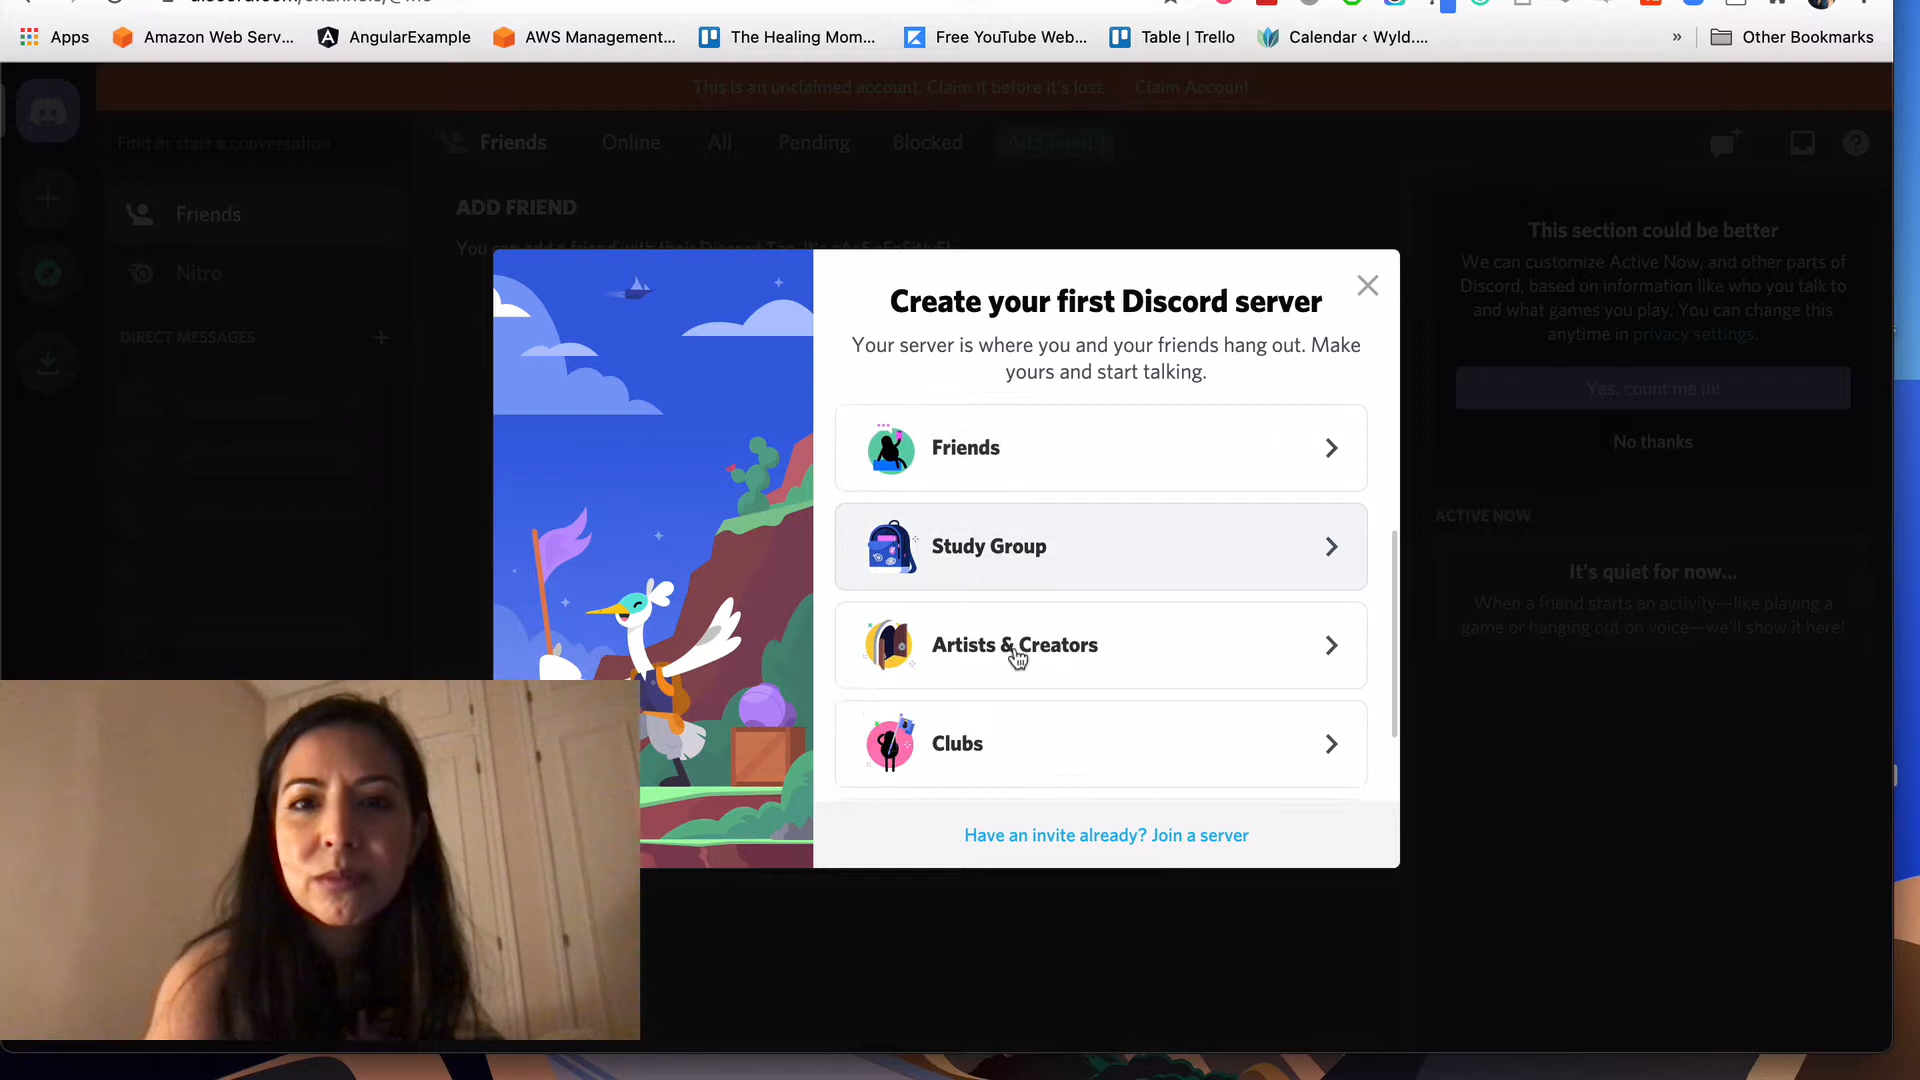 Apps
Amazon Web Serv...
AngularExample
AWS Management...
The Healing Mom...
Free YouTube Web...
Table | Trello
Calendar ‹ Wyld....
»
Other Bookmarks
This is an unclaimed account. Claim it before it's lost.
Claim Account
Find or start a conversation
Friends
Online
All
Pending
Blocked
Add Friend
Friends
Nitro
DIRECT MESSAGES
ADD FRIEND
Create your first Discord server
Your server is where you and your friends hang out. Make
yours and start talking.
Friends
Study Group
Artists & Creators
Clubs
Have an invite already? Join a server
This section could be better
We can customize Active Now, and other parts of
Discord, based on information like who you talk to
and what games you play. You can change this
anytime in privacy settings.
Yes, count me in!
No thanks
ACTIVE NOW
It's quiet for now...
When a friend starts an activity—like playing a
game or hanging out on voice—we'll show it here!